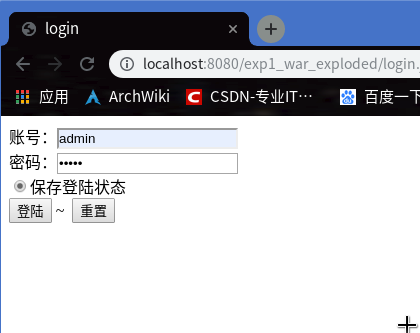 login
localhost:8080/exp1_war_exploded/login.
应用 ArchWiki CSDN-专业IT… 百度一下
账号：admin
密码：•••••
保存登陆状态
登陆 ~ 重置